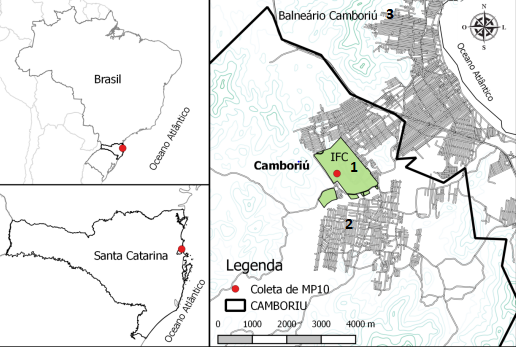 Brasil
Oceano Atlântico
Santa Catarina
Oceano Atlântico
Balneário Camboriú 3
N
O L
S
Oceano Atlântico
IFC
Camboriú
1
2
Legenda
Coleta de MP10
CAMBORIU
0 1000 2000 3000 4000 m